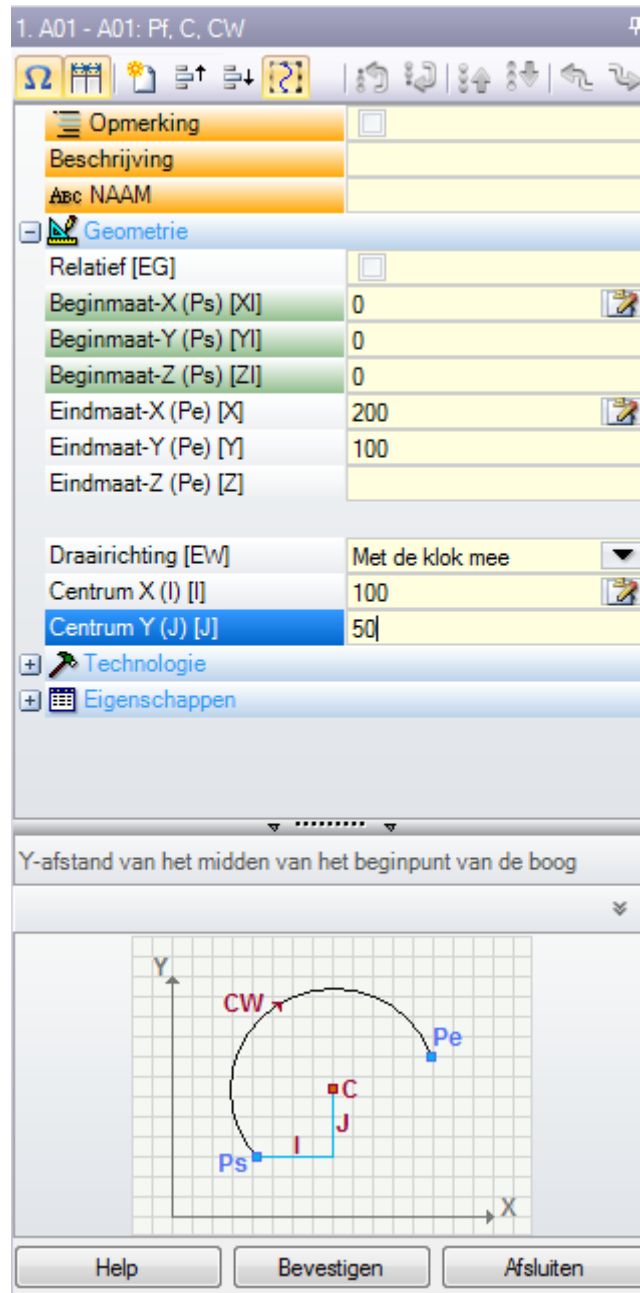 1. A01 - A01: Pf, C, CW
Opmerking
Beschrijving
ABC NAAM
Geometrie
Relatief [EG]
Beginmaat-X (Ps) [XI] 0
Beginmaat-Y (Ps) [YI] 0
Beginmaat-Z (Ps) [ZI] 0
Eindmaat-X (Pe) [X] 200
Eindmaat-Y (Pe) [Y] 100
Eindmaat-Z (Pe) [Z]
Draairichting [EW] Met de klok mee
Centrum X (I) [I] 100
Centrum Y (J) [J] 50
Technologie
Eigenschappen
Y-afstand van het midden van het beginpunt van de boog
Y
CW
Pe
C
J
I
Ps
X
Help Bevestigen Afsluiten